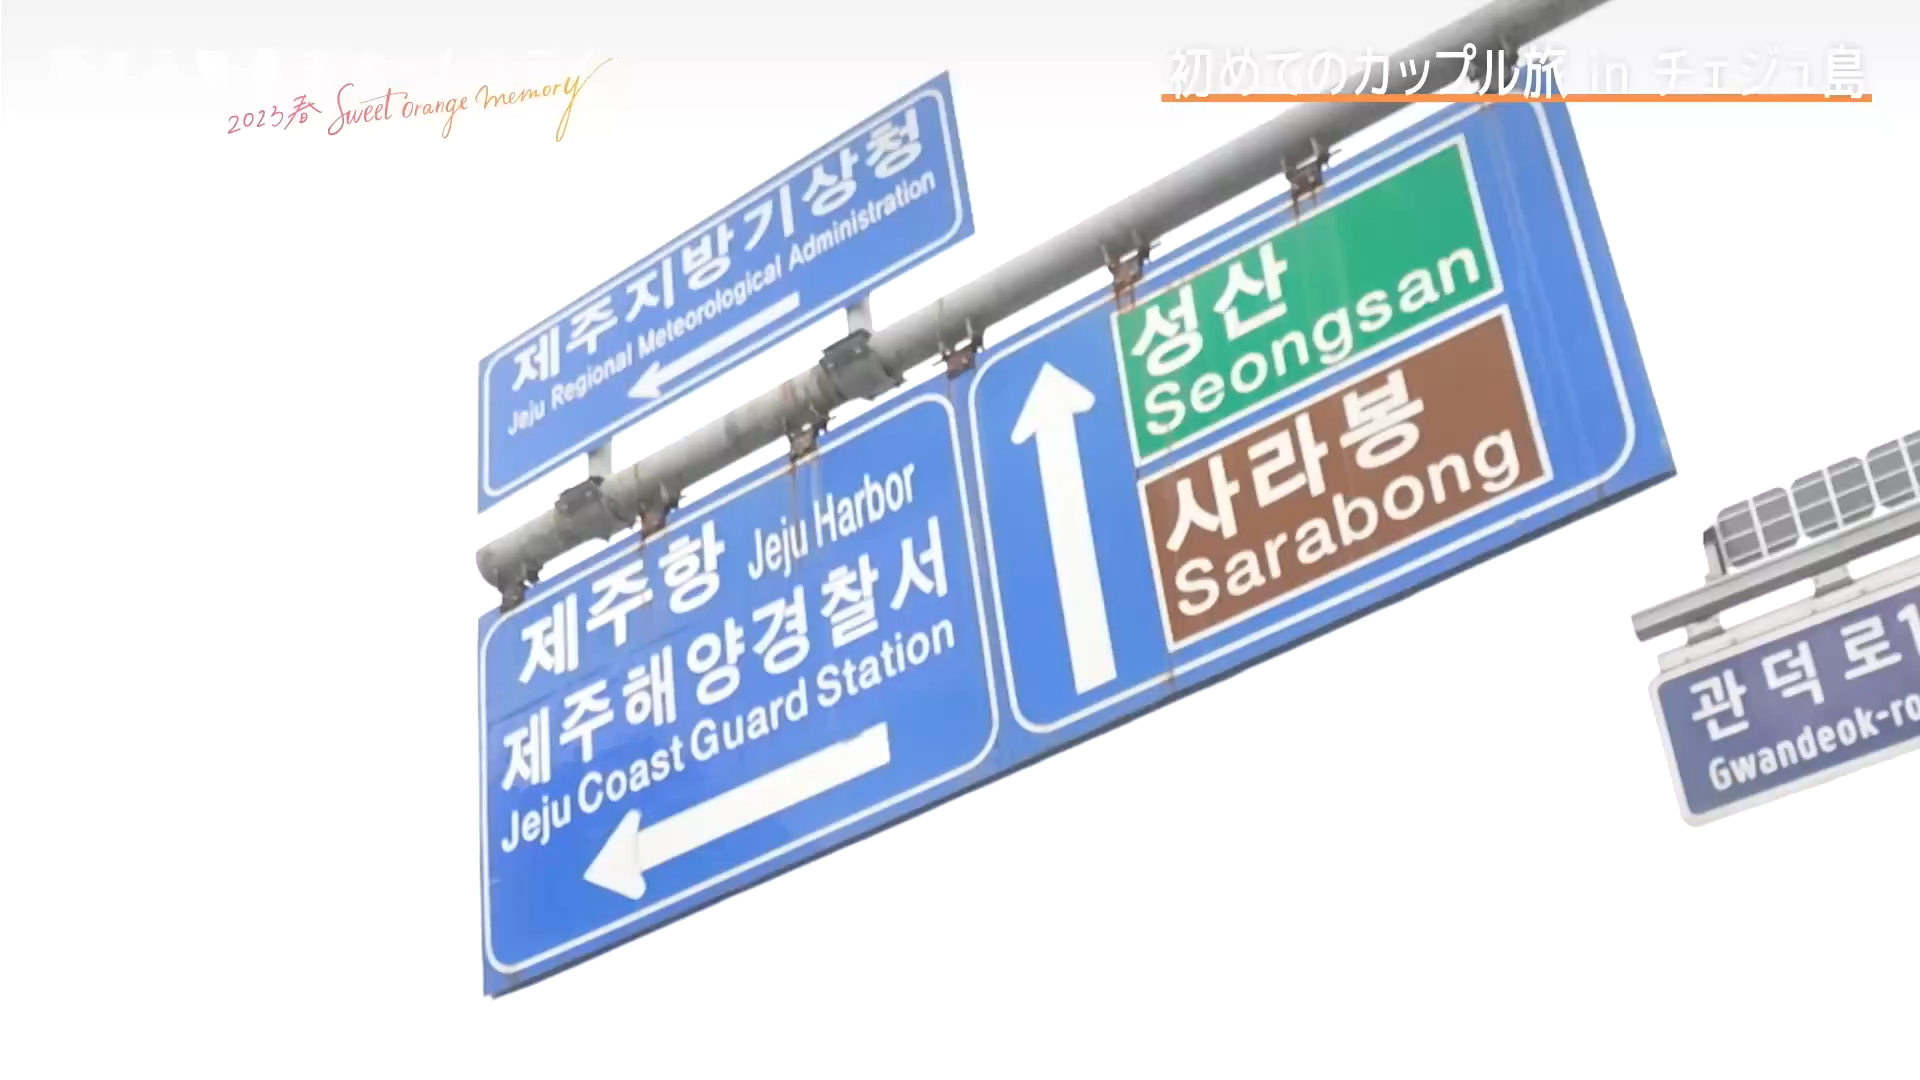 2023春 Sweet orange memory
初めてのカップル旅 in チェジュ島
제주지방기상청
Jeju Regional Meteorological Administration
성산
Seongsan
사라봉
Sarabong
제주항 Jeju Harbor
제주해양경찰서
Jeju Coast Guard Station
관덕로1
Gwandeok-ro